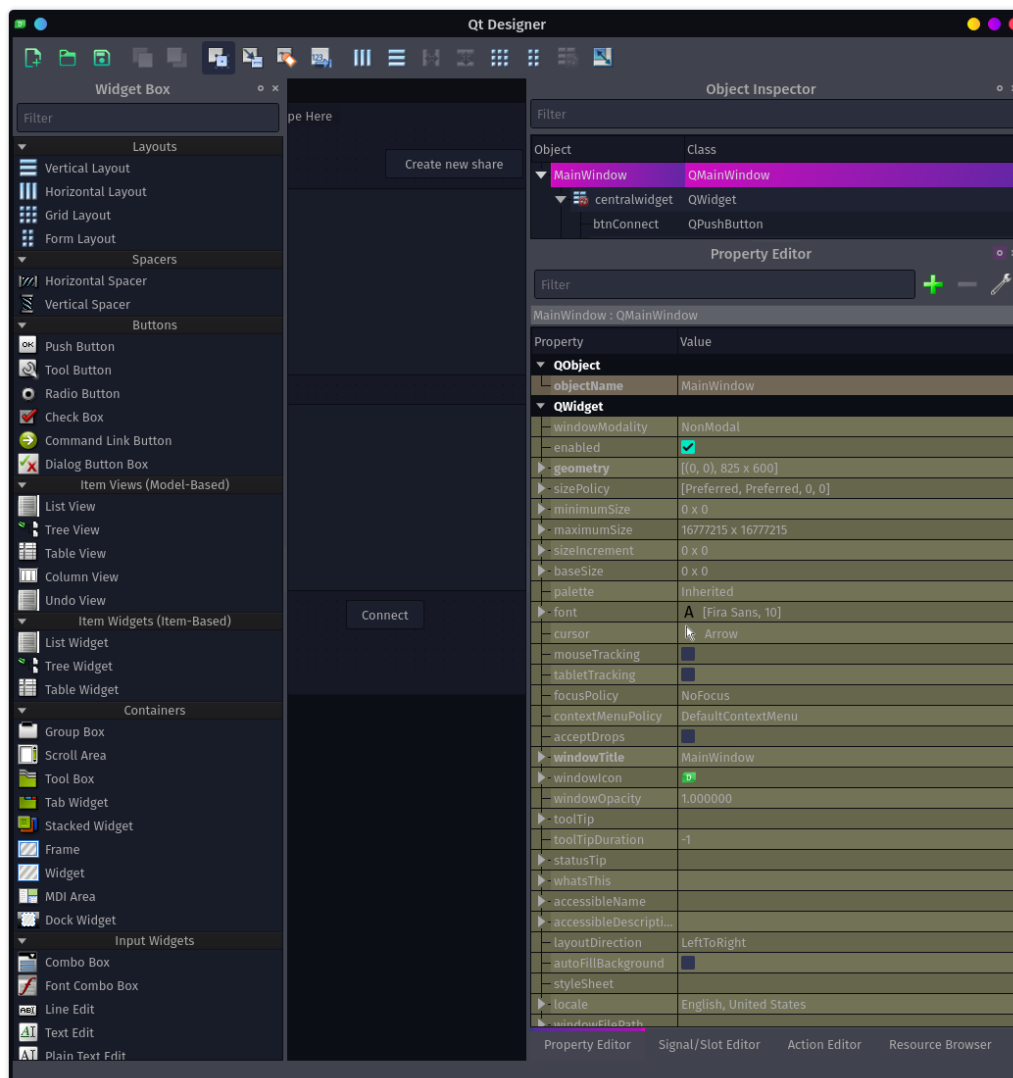 Qt Designer
Widget Box
Filter
Layouts
Vertical Layout
Horizontal Layout
Grid Layout
Form Layout
Spacers
Horizontal Spacer
Vertical Spacer
Buttons
OK Push Button
Tool Button
Radio Button
Check Box
Command Link Button
Dialog Button Box
Item Views (Model-Based)
List View
Tree View
Table View
Column View
Undo View
Item Widgets (Item-Based)
List Widget
Tree Widget
Table Widget
Containers
Group Box
Scroll Area
Tool Box
Tab Widget
Stacked Widget
Frame
Widget
MDI Area
Dock Widget
Input Widgets
Combo Box
Font Combo Box
ABI Line Edit
AI Text Edit
AI Plain Text Edit
pe Here
Create new share
Connect
Object Inspector
Filter
Object Class
MainWindow QMainWindow
centralwidget QWidget
btnConnect QPushButton
Property Editor
Filter
MainWindow : QMainWindow
Property Value
QObject
objectName MainWindow
QWidget
windowModality NonModal
enabled
geometry [(0, 0), 825 x 600]
sizePolicy [Preferred, Preferred, 0, 0]
minimumSize 0 x 0
maximumSize 16777215 x 16777215
sizeIncrement 0 x 0
baseSize 0 x 0
palette Inherited
font A [Fira Sans, 10]
cursor Arrow
mouseTracking
tabletTracking
focusPolicy NoFocus
contextMenuPolicy DefaultContextMenu
acceptDrops
windowTitle MainWindow
windowIcon D
windowOpacity 1.000000
toolTip
toolTipDuration -1
statusTip
whatsThis
accessibleName
accessibleDescripti...
layoutDirection LeftToRight
autoFillBackground
styleSheet
locale English, United States
windowFilePath
Property Editor Signal/Slot Editor Action Editor Resource Browser